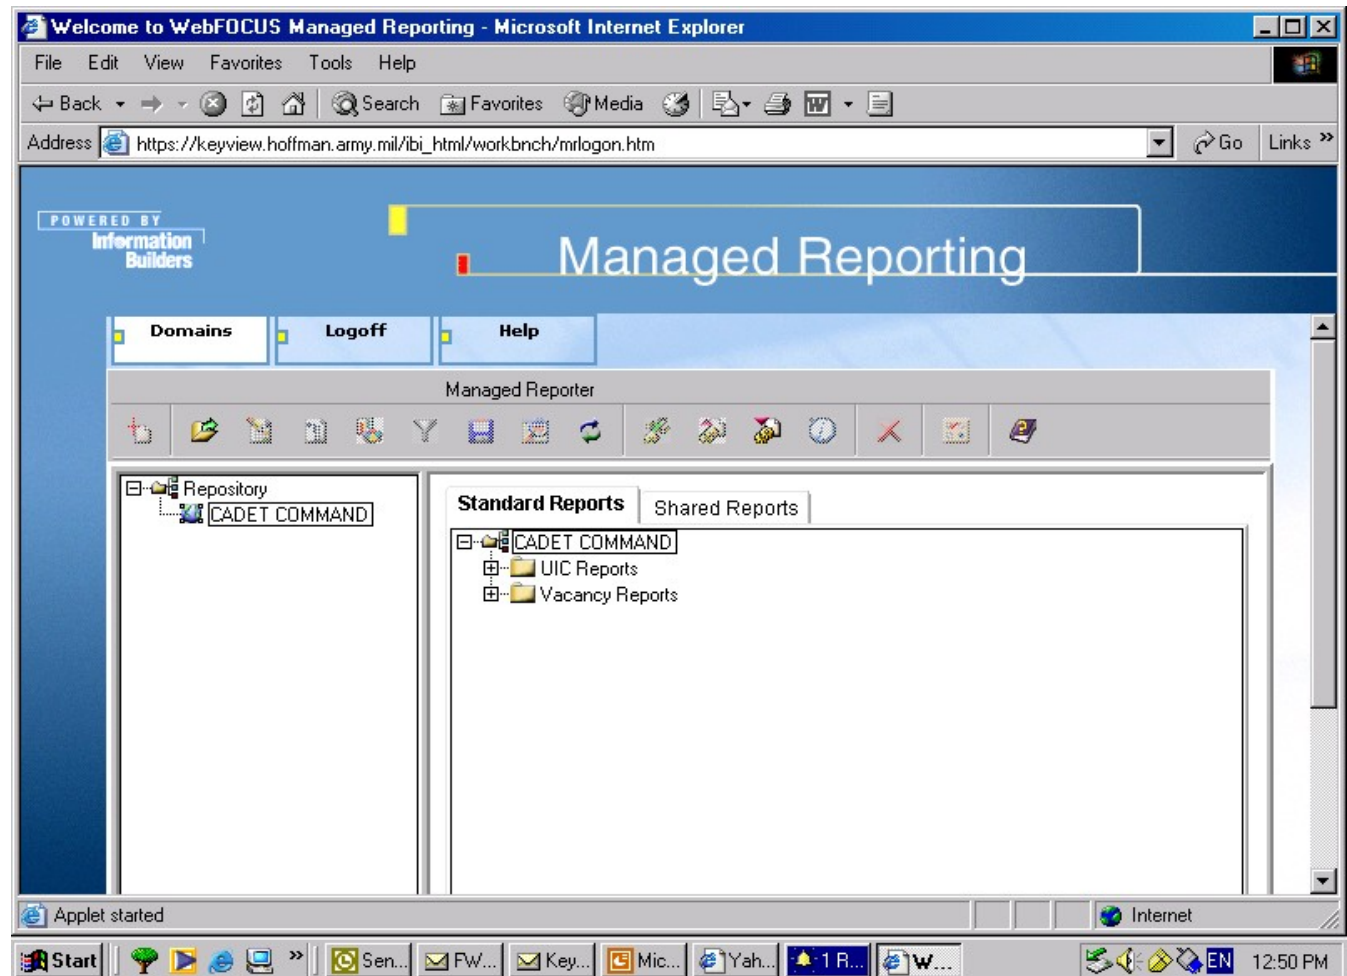 Welcome to WebFOCUS Managed Reporting - Microsoft Internet Explorer
File Edit View Favorites Tools Help
Back Search Favorites Media
Address https://keyview.hoffman.army.mil/ibi_html/workbnch/mrlogon.htm Go Links »
POWERED BY
Information
Builders
Managed Reporting
Domains Logoff Help
Managed Reporter
Repository
CADET COMMAND
Standard Reports Shared Reports
CADET COMMAND
UIC Reports
Vacancy Reports
Applet started Internet
Start » Sen... FW... Key... Mic... Yah... 1 R... W... EN 12:50 PM